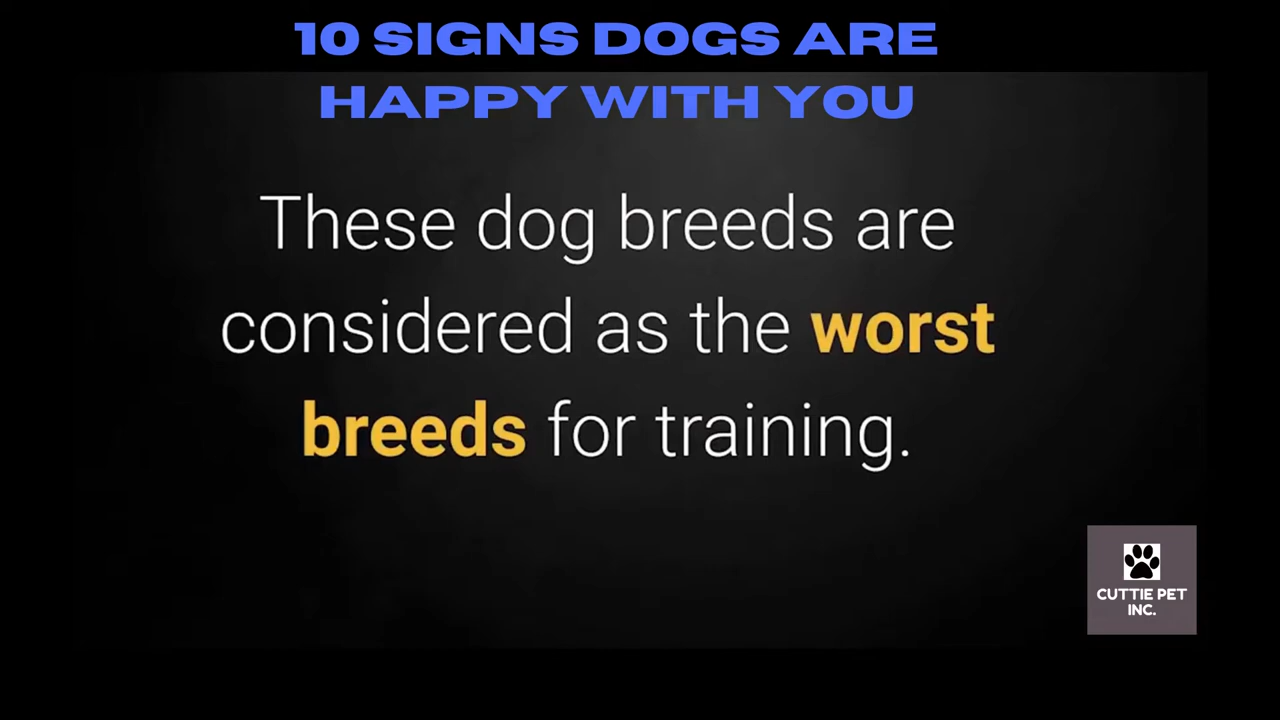 10 SIGNS DOGS ARE
HAPPY WITH YOU
These dog breeds are
considered as the worst
breeds for training.
CUTTIE PET
INC.